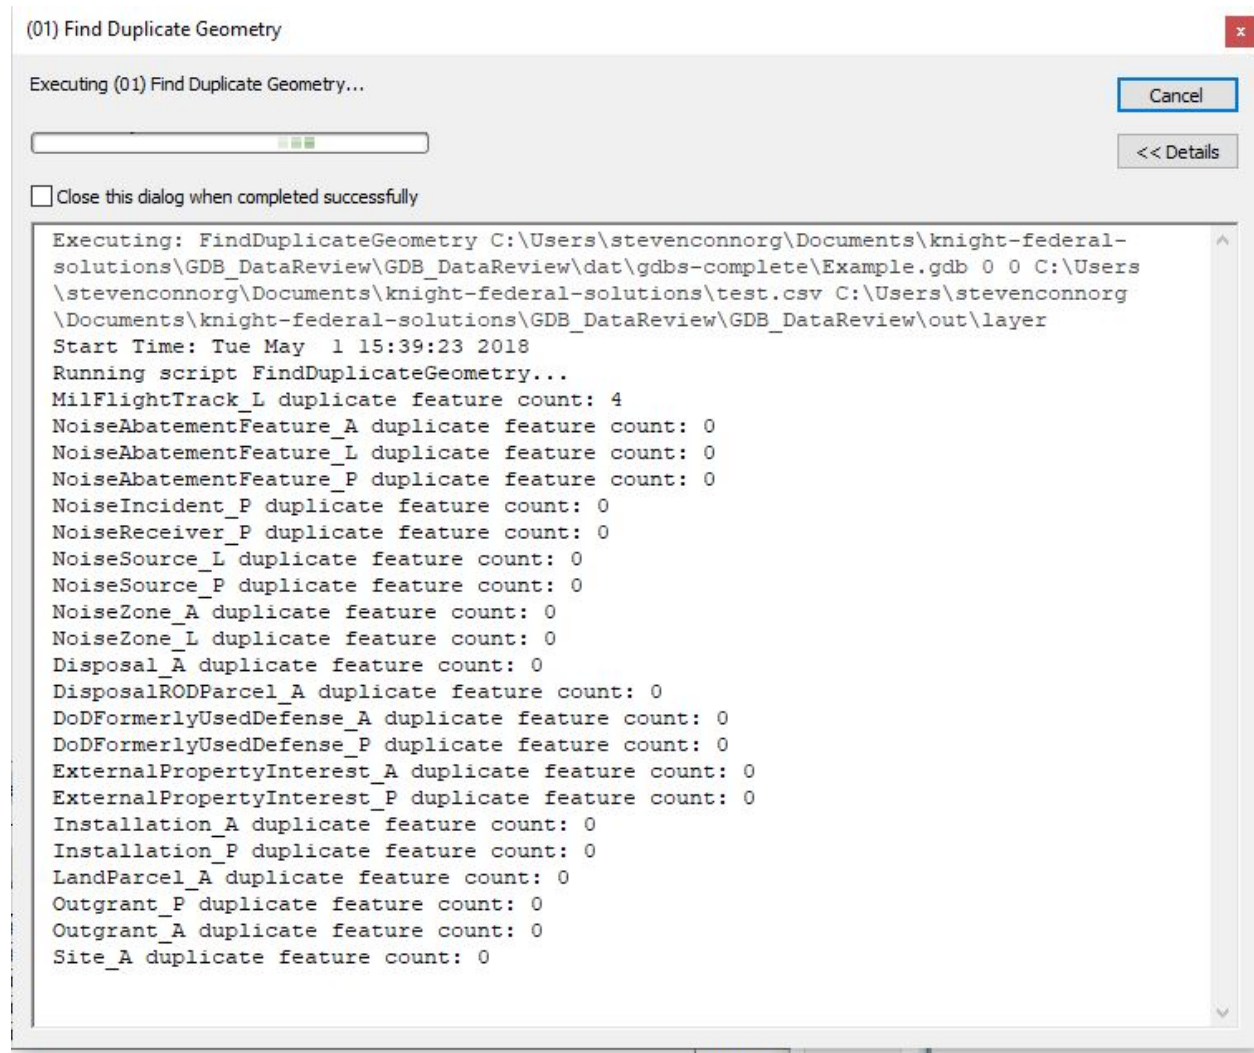 (01) Find Duplicate Geometry
x
Executing (01) Find Duplicate Geometry...
Cancel
<< Details
Close this dialog when completed successfully
Executing: FindDuplicateGeometry C:\Users\stevenconnorg\Documents\knight-federal-
solutions\GDB_DataReview\GDB_DataReview\dat\gdbs-complete\Example.gdb 0 0 C:\Users
\stevenconnorg\Documents\knight-federal-solutions\test.csv C:\Users\stevenconnorg
\Documents\knight-federal-solutions\GDB_DataReview\GDB_DataReview\out\layer
Start Time: Tue May  1 15:39:23 2018
Running script FindDuplicateGeometry...
MilFlightTrack_L duplicate feature count: 4
NoiseAbatementFeature_A duplicate feature count: 0
NoiseAbatementFeature_L duplicate feature count: 0
NoiseAbatementFeature_P duplicate feature count: 0
NoiseIncident_P duplicate feature count: 0
NoiseReceiver_P duplicate feature count: 0
NoiseSource_L duplicate feature count: 0
NoiseSource_P duplicate feature count: 0
NoiseZone_A duplicate feature count: 0
NoiseZone_L duplicate feature count: 0
Disposal_A duplicate feature count: 0
DisposalRODParcel_A duplicate feature count: 0
DoDFormerlyUsedDefense_A duplicate feature count: 0
DoDFormerlyUsedDefense_P duplicate feature count: 0
ExternalPropertyInterest_A duplicate feature count: 0
ExternalPropertyInterest_P duplicate feature count: 0
Installation_A duplicate feature count: 0
Installation_P duplicate feature count: 0
LandParcel_A duplicate feature count: 0
Outgrant_P duplicate feature count: 0
Outgrant_A duplicate feature count: 0
Site_A duplicate feature count: 0